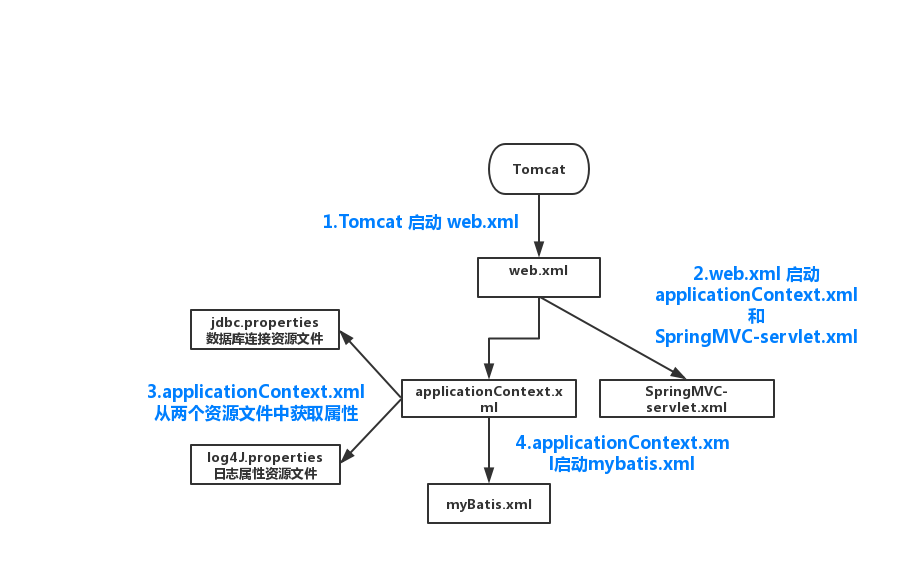 Tomcat
1.Tomcat 启动 web.xml
web.xml
2.web.xml 启动
applicationContext.xml
和
SpringMVC-servlet.xml
jdbc.properties
数据库连接资源文件
3.applicationContext.xml
从两个资源文件中获取属性
applicationContext.x
ml
SpringMVC-
servlet.xml
log4J.properties
日志属性资源文件
4.applicationContext.xm
l启动mybatis.xml
myBatis.xml